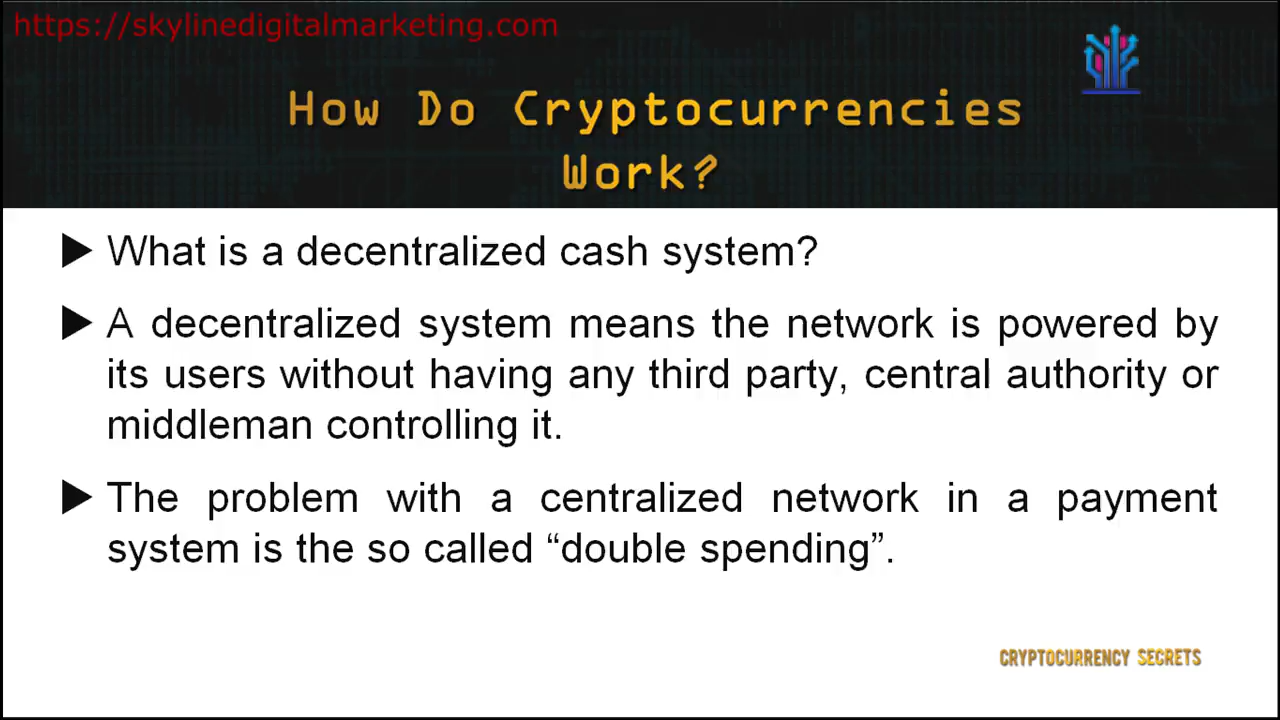 https://skylinedigitalmarketing.com
How Do Cryptocurrencies
Work?
What is a decentralized cash system?
A decentralized system means the network is powered by
its users without having any third party, central authority or
middleman controlling it.
The problem with a centralized network in a payment
system is the so called “double spending”.
CRYPTOCURRENCY SECRETS